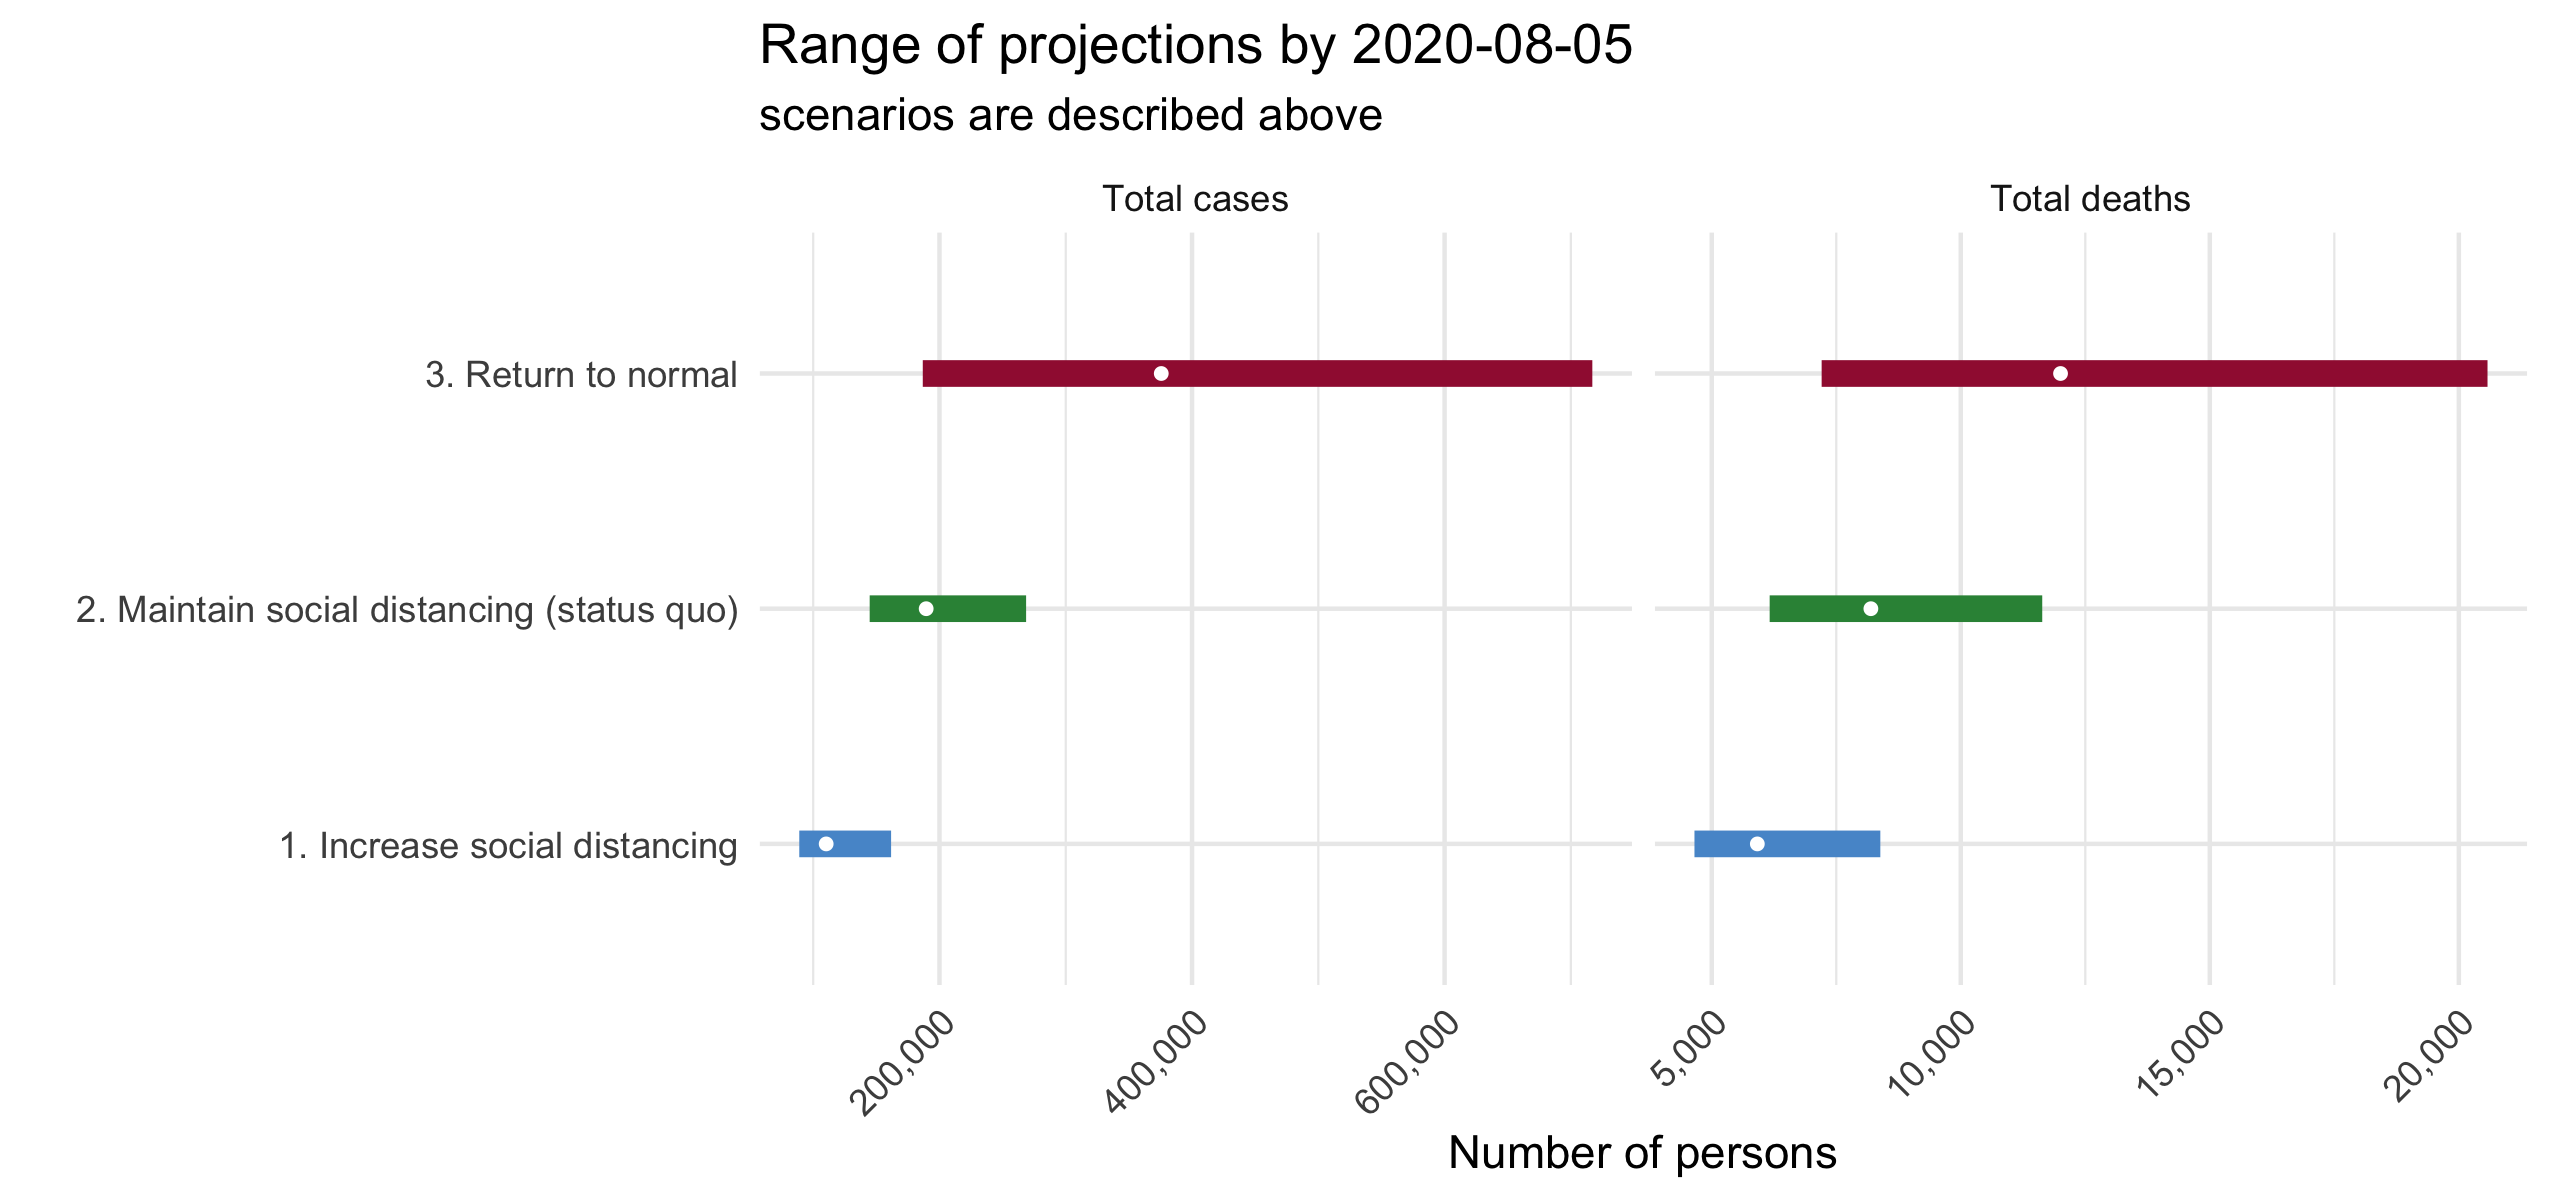 Range of projections by 2020-08-05
scenarios are described above
Total cases
Total deaths
3. Return to normal
2. Maintain social distancing (status quo)
1. Increase social distancing
200,000
400,000
600,000
5,000
10,000
15,000
20,000
Number of persons